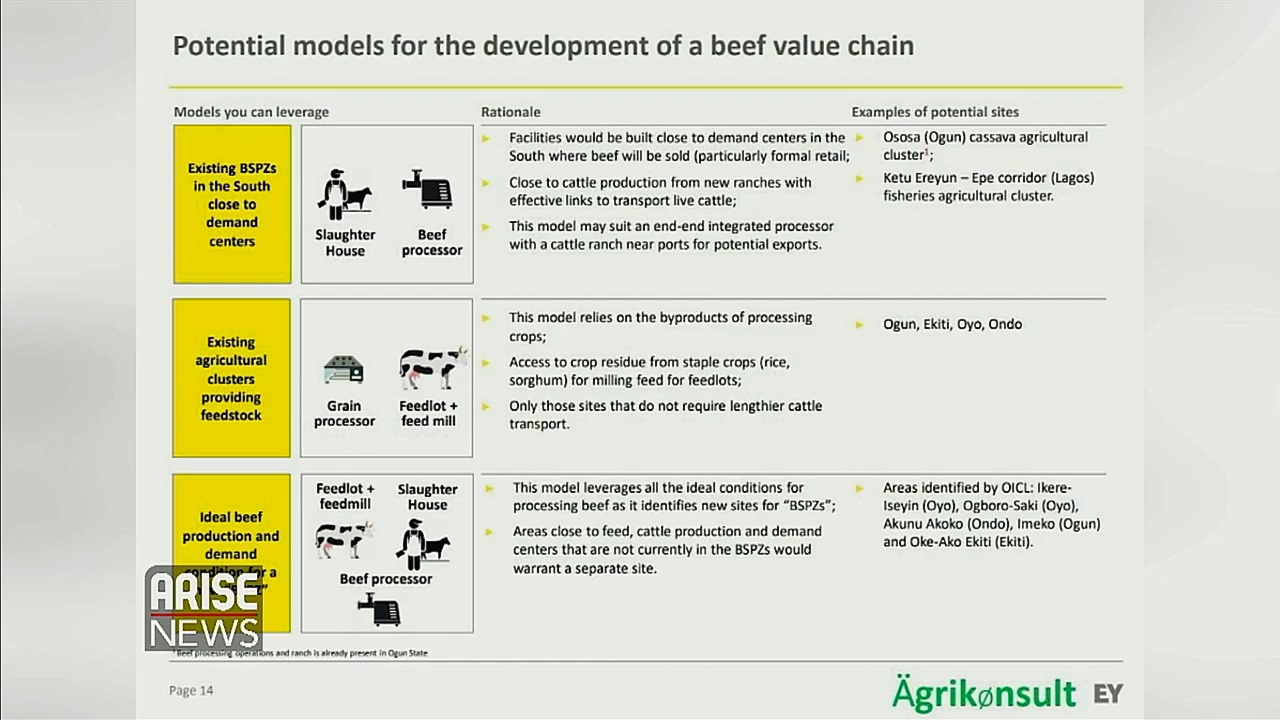 Potential models for the development of a beef value chain
Models you can leverage
Rationale
Examples of potential sites
Existing BSPZs
in the South
close to
demand
centers
Slaughter
House
Beef
processor
Facilities would be built close to demand centers in the
South where beef will be sold (particularly formal retail;
Close to cattle production from new ranches with
effective links to transport live cattle;
This model may suit an end-end integrated processor
with a cattle ranch near ports for potential exports.
Ososa (Ogun) cassava agricultural
cluster¹;
Ketu Ereyun – Epe corridor (Lagos)
fisheries agricultural cluster.
Existing
agricultural
clusters
providing
feedstock
Grain
processor
Feedlot +
feed mill
This model relies on the byproducts of processing
crops;
Access to crop residue from staple crops (rice,
sorghum) for milling feed for feedlots;
Only those sites that do not require lengthier cattle
transport.
Ogun, Ekiti, Oyo, Ondo
Ideal beef
production and
demand
condition for a
Feedlot +
feedmill
Slaughter
House
Beef processor
This model leverages all the ideal conditions for
processing beef as it identifies new sites for “BSPZs”;
Areas close to feed, cattle production and demand
centers that are not currently in the BSPZs would
warrant a separate site.
Areas identified by OICL: Ikere-
Iseyin (Oyo), Ogboro-Saki (Oyo),
Akunu Akoko (Ondo), Imeko (Ogun)
and Oke-Ako Ekiti (Ekiti).
ARISE
NEWS
¹ Beef processing operations and ranch is already present in Ogun State
Page 14
Ägrikønsult EY